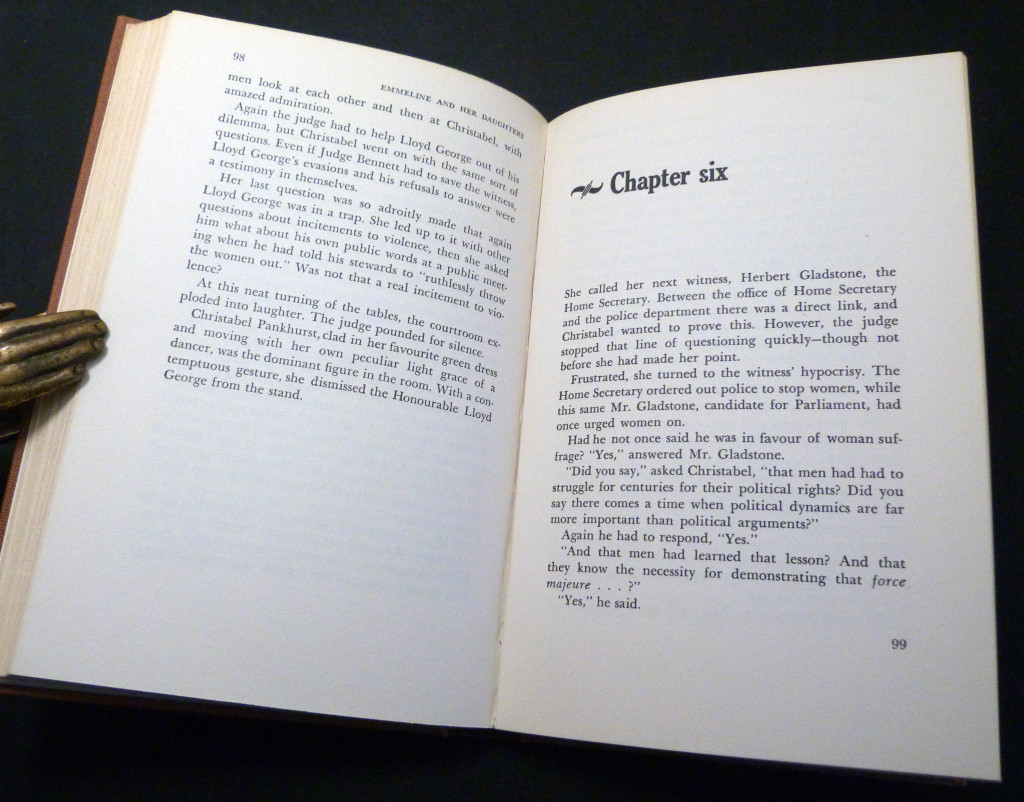 98
EMMELINE AND HER DAUGHTERS
men look at each other and then at Christabel, with
amazed admiration.
Again the judge had to help Lloyd George out of his
dilemma, but Christabel went on with the same sort of
questions. Even if Judge Bennett had to save the witness,
Lloyd George's evasions and his refusals to answer were
a testimony in themselves.
Her last question was so adroitly made that again
Lloyd George was in a trap. She led up to it with other
questions about incitements to violence, then she asked
him what about his own public words at a public meet-
ing when he had told his stewards to "ruthlessly throw
the women out." Was not that a real incitement to vio-
lence?
At this neat turning of the tables, the courtroom ex-
ploded into laughter. The judge pounded for silence.
Christabel Pankhurst, clad in her favourite green dress
and moving with her own peculiar light grace of a
dancer, was the dominant figure in the room. With a con-
temptuous gesture, she dismissed the Honourable Lloyd
George from the stand.
Chapter six
She called her next witness, Herbert Gladstone, the
Home Secretary. Between the office of Home Secretary
and the police department there was a direct link, and
Christabel wanted to prove this. However, the judge
stopped that line of questioning quickly—though not
before she had made her point.
Frustrated, she turned to the witness' hypocrisy. The
Home Secretary ordered out police to stop women, while
this same Mr. Gladstone, candidate for Parliament, had
once urged women on.
Had he not once said he was in favour of woman suf-
frage? "Yes," answered Mr. Gladstone.
"Did you say," asked Christabel, "that men had had to
struggle for centuries for their political rights? Did you
say there comes a time when political dynamics are far
more important than political arguments?"
Again he had to respond, "Yes."
"And that men had learned that lesson? And that
they know the necessity for demonstrating that force
majeure . . . ?"
"Yes," he said.
99